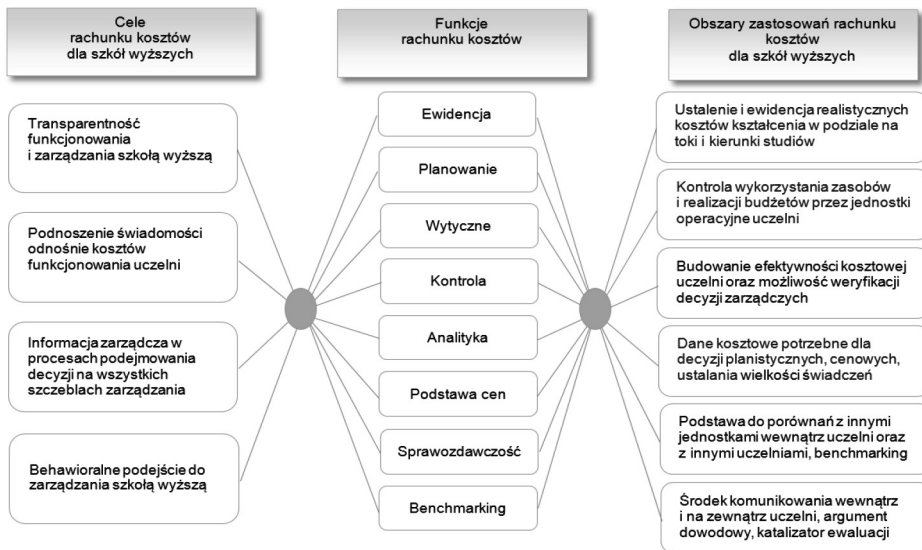 Cele
rachunku kosztów
dla szkół wyższych
Transparentność
funkcjonowania
i zarządzania szkołą wyższą
Podnoszenie świadomości
odnośnie kosztów
funkcjonowania uczelni
Informacja zarządcza w
procesach podejmowania
decyzji na wszystkich
szczeblach zarządzania
Behawioralne podejście do
zarządzania szkołą wyższą
Funkcje
rachunku kosztów
Ewidencja
Planowanie
Wytyczne
Kontrola
Analityka
Podstawa cen
Sprawozdawczość
Benchmarking
Obszary zastosowań rachunku
kosztów
dla szkół wyższych
Ustalenie i ewidencja realistycznych
kosztów kształcenia w podziale na
toki i kierunki studiów
Kontrola wykorzystania zasobów
i realizacji budżetów przez jednostki
operacyjne uczelni
Budowanie efektywności kosztowej
uczelni oraz możliwość weryfikacji
decyzji zarządczych
Dane kosztowe potrzebne dla
decyzji planistycznych, cenowych,
ustalania wielkości świadczeń
Podstawa do porównań z innymi
jednostkami wewnątrz uczelni oraz
z innymi uczelniami, benchmarking
Środek komunikowania wewnątrz
i na zewnątrz uczelni, argument
dowodowy, katalizator ewaluacji